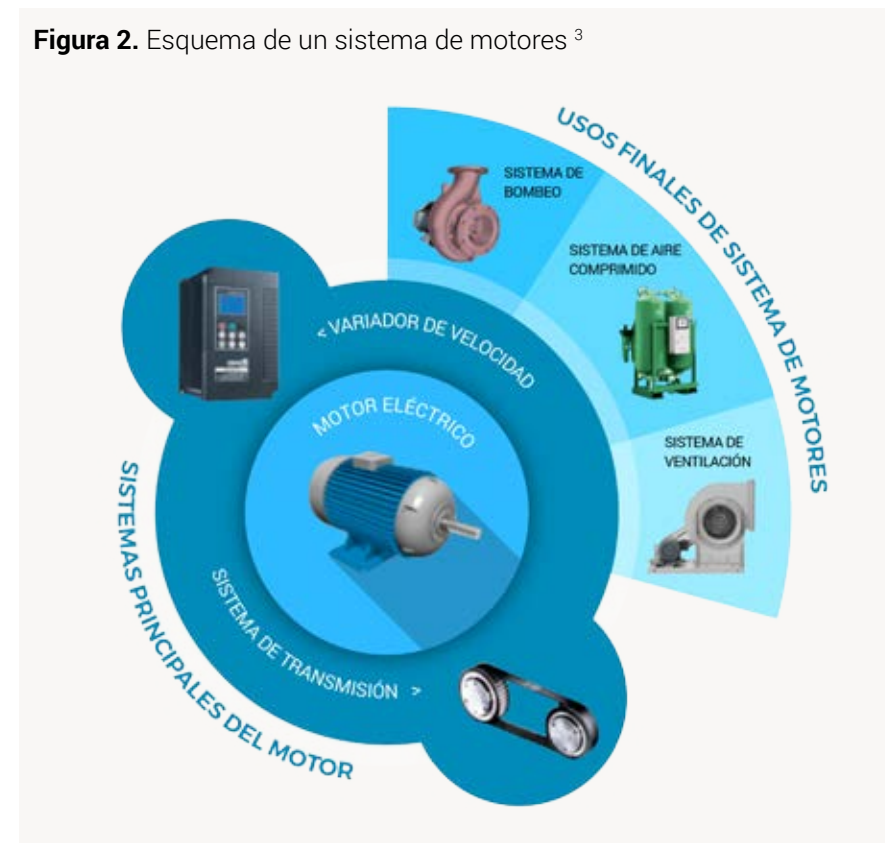 Figura 2. Esquema de un sistema de motores 3
USOS FINALES DE SISTEMA DE MOTORES
SISTEMA DE
BOMBEO
SISTEMA DE AIRE
COMPRIMIDO
SISTEMA DE
VENTILACIÓN
< VARIADOR DE VELOCIDAD
MOTOR ELÉCTRICO
SISTEMA DE TRANSMISIÓN >
SISTEMAS PRINCIPALES DEL MOTOR